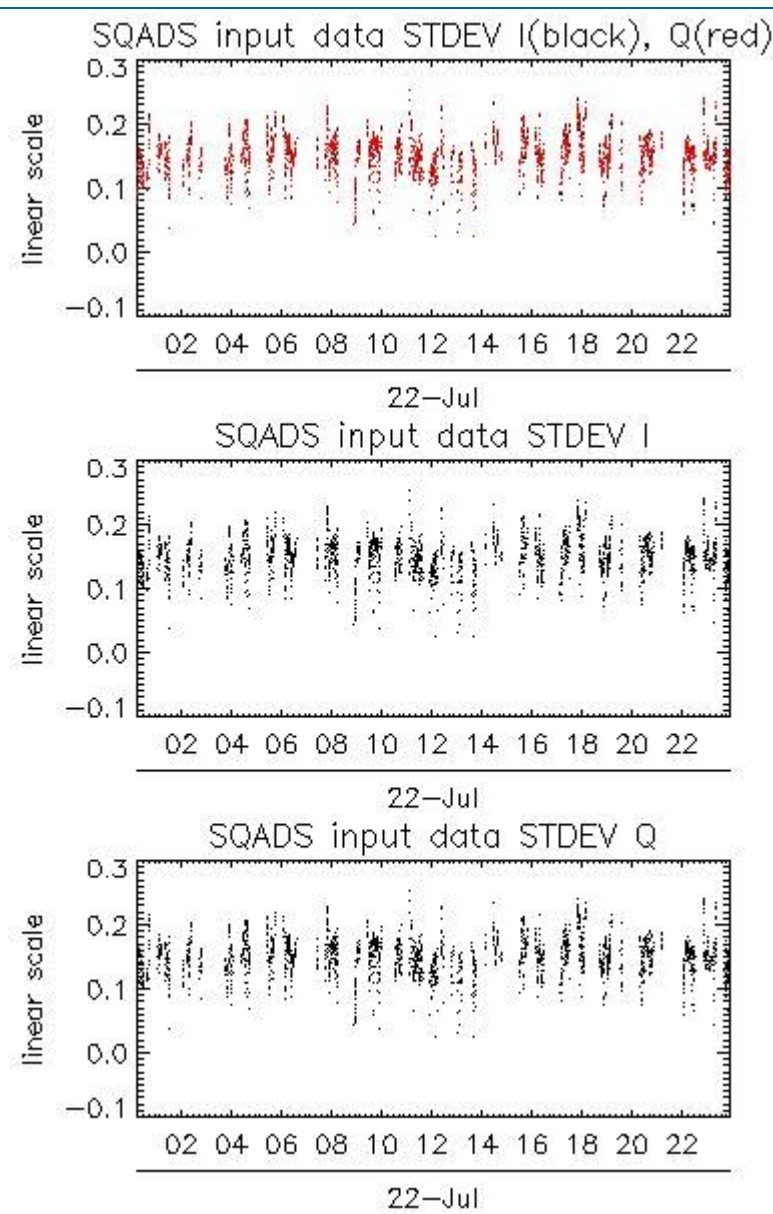 SQADS input data STDEV I(black), Q(red)
linear scale
0.3
0.2
0.1
0.0
−0.1
02 04 06 08 10 12 14 16 18 20 22
22−Jul
SQADS input data STDEV I
linear scale
0.3
0.2
0.1
0.0
−0.1
02 04 06 08 10 12 14 16 18 20 22
22−Jul
SQADS input data STDEV Q
linear scale
0.3
0.2
0.1
0.0
−0.1
02 04 06 08 10 12 14 16 18 20 22
22−Jul